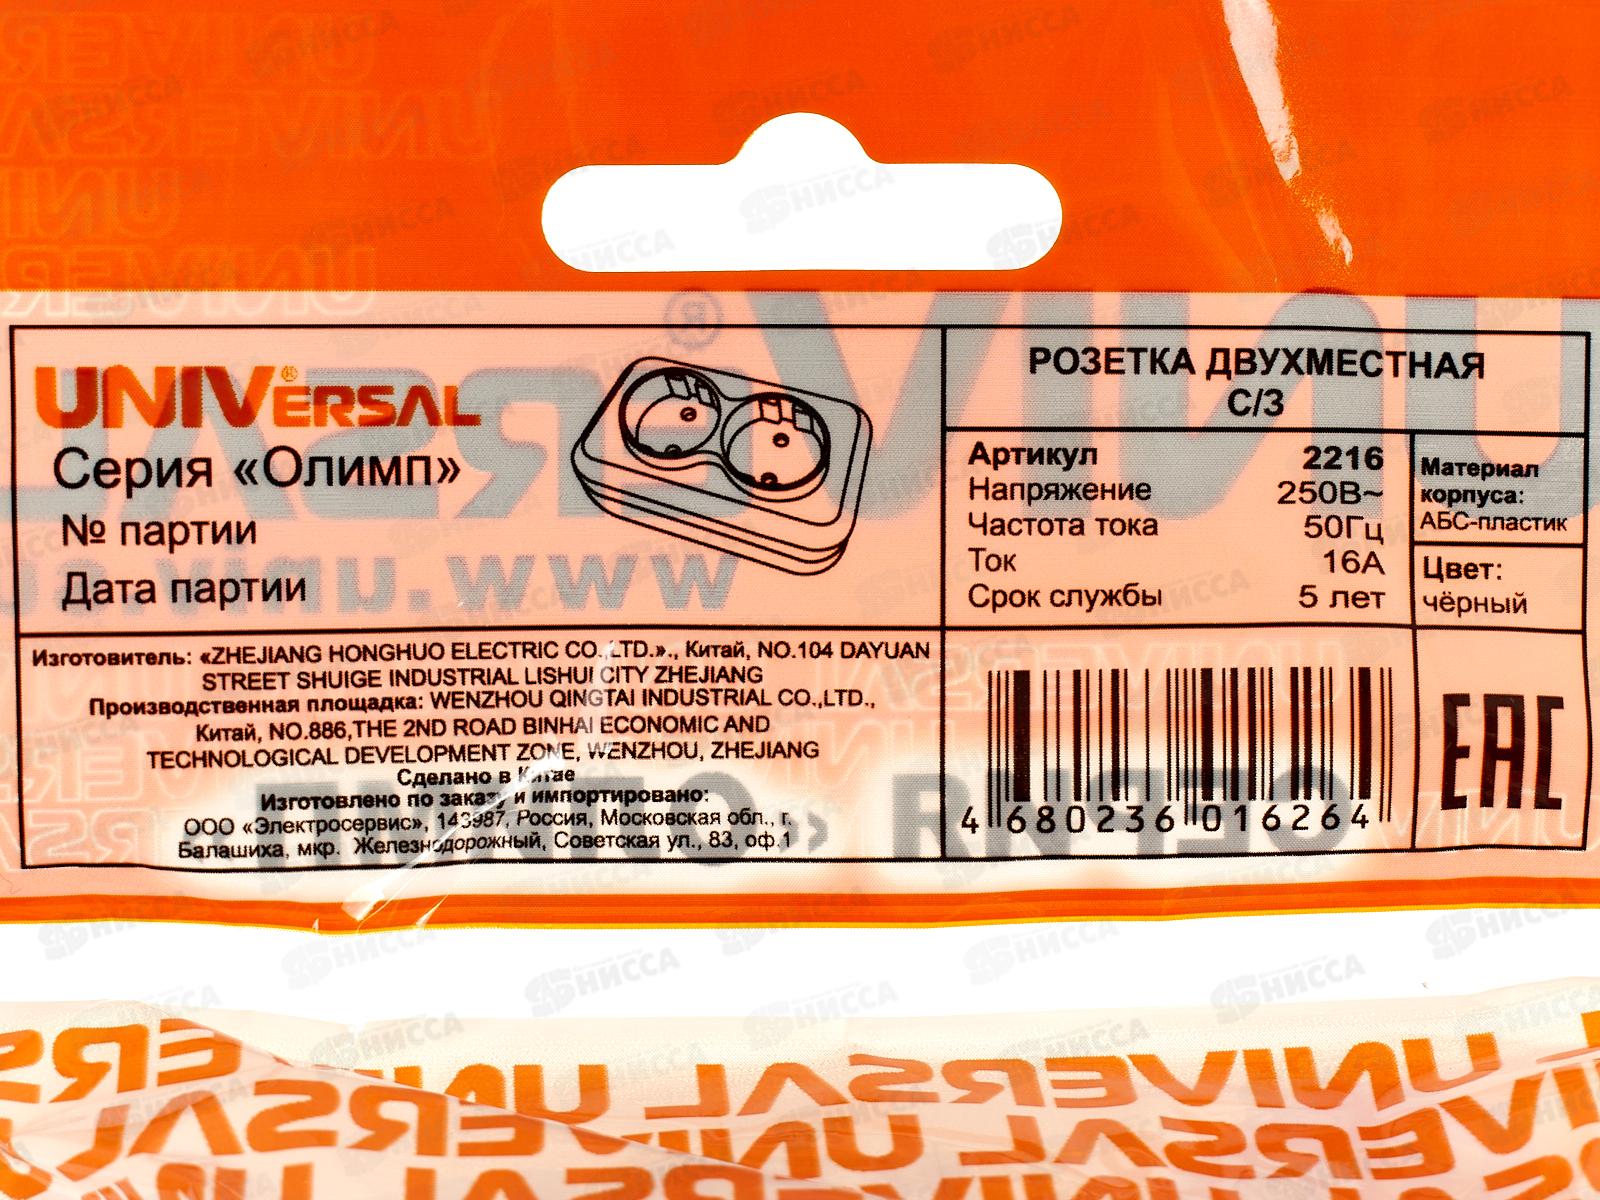 UNIVERSAL®
Серия «Олимп»
№ партии
Дата партии
РОЗЕТКА ДВУХМЕСТНАЯ
С/З
Артикул 2216
Напряжение 250В~
Частота тока 50Гц
Ток 16А
Срок службы 5 лет
Материал
корпуса:
АБС-пластик
Цвет:
чёрный
Изготовитель: «ZHEJIANG HONGHUO ELECTRIC CO.,LTD.»., Китай, NO.104 DAYUAN
STREET SHUIGE INDUSTRIAL LISHUI CITY ZHEJIANG
Производственная площадка: WENZHOU QINGTAI INDUSTRIAL CO.,LTD.,
Китай, NO.886,THE 2ND ROAD BINHAI ECONOMIC AND
TECHNOLOGICAL DEVELOPMENT ZONE, WENZHOU, ZHEJIANG
Сделано в Китае
Изготовлено по заказу и импортировано:
ООО «Электросервис», 143987, Россия, Московская обл., г.
Балашиха, мкр. Железнодорожный, Советская ул., 83, оф.1
4 680236 016264
EAC